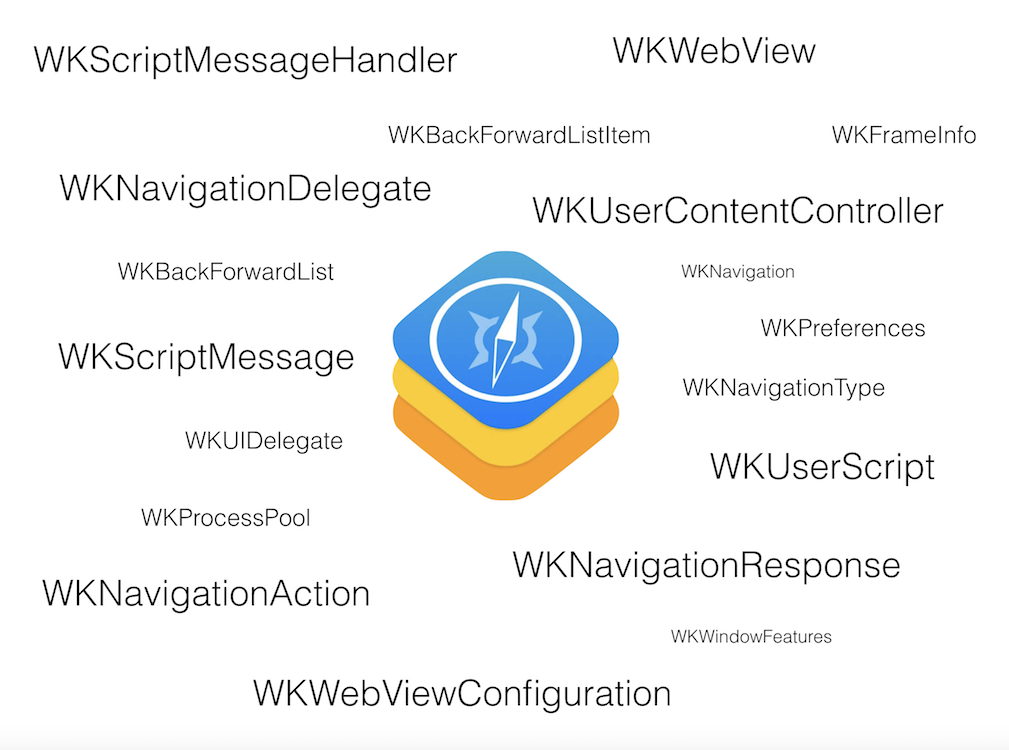 WKScriptMessageHandler
WKWebView
WKBackForwardListItem
WKFrameInfo
WKNavigationDelegate
WKUserContentController
WKBackForwardList
WKNavigation
WKPreferences
WKScriptMessage
WKNavigationType
WKUIDelegate
WKUserScript
WKProcessPool
WKNavigationResponse
WKNavigationAction
WKWindowFeatures
WKWebViewConfiguration